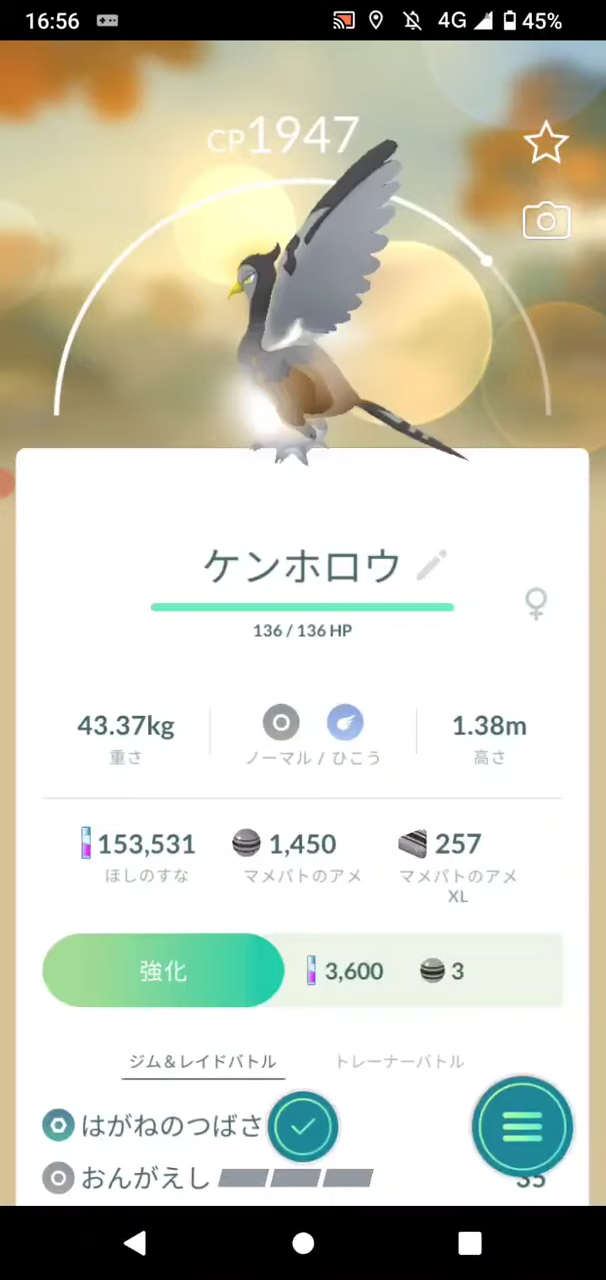 16:56 4G 45%
CP1947
ケンホロウ
136 / 136 HP
43.37kg ノーマル / ひこう 1.38m
重さ 高さ
153,531 1,450 257
ほしのすな マメパトのアメ マメパトのアメ XL
強化 3,600 3
ジム＆レイドバトル トレーナーバトル
はがねのつばさ
おんがえし 35